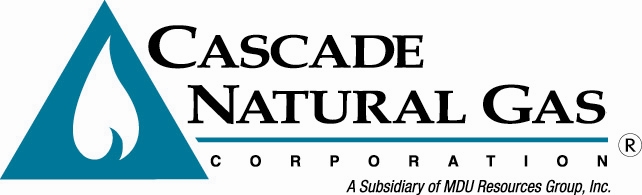 CASCADE
NATURAL GAS
CORPORATION ®
A Subsidiary of MDU Resources Group, Inc.